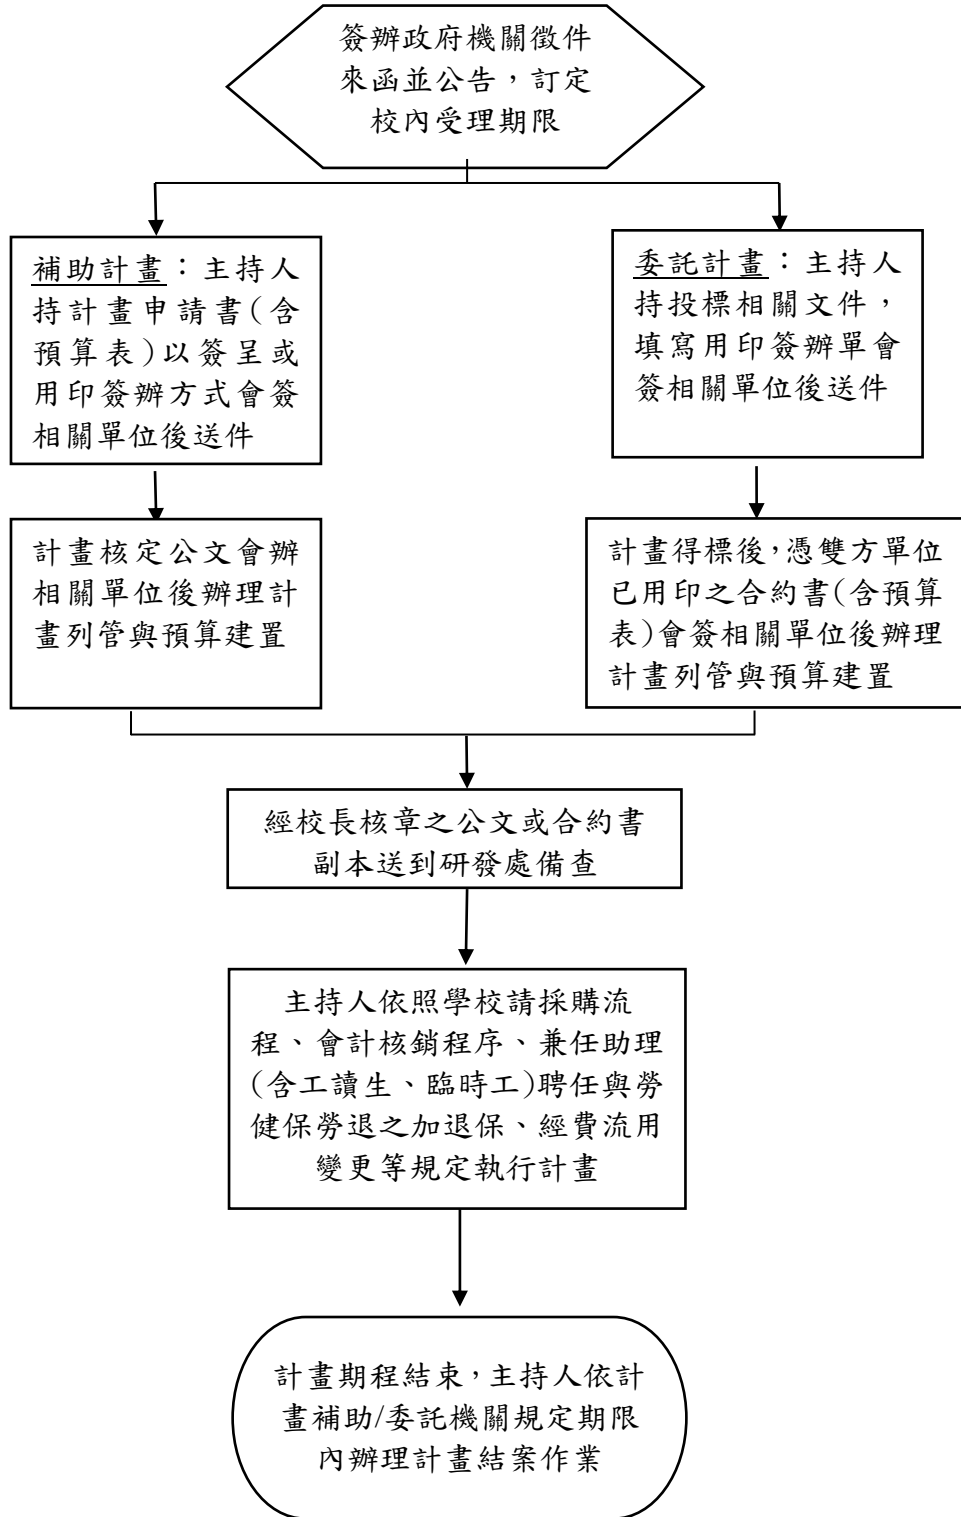 簽辦政府機關徵件
來函並公告，訂定
校內受理期限
補助計畫：主持人
持計畫申請書(含
預算表)以簽呈或
用印簽辦方式會簽
相關單位後送件
委託計畫：主持人
持投標相關文件，
填寫用印簽辦單會
簽相關單位後送件
計畫核定公文會辦
相關單位後辦理計
畫列管與預算建置
計畫得標後，憑雙方單位
已用印之合約書(含預算
表)會簽相關單位後辦理
計畫列管與預算建置
經校長核章之公文或合約書
副本送到研發處備查
主持人依照學校請採購流
程、會計核銷程序、兼任助理
(含工讀生、臨時工)聘任與勞
健保勞退之加退保、經費流用
變更等規定執行計畫
計畫期程結束，主持人依計
畫補助/委託機關規定期限
內辦理計畫結案作業